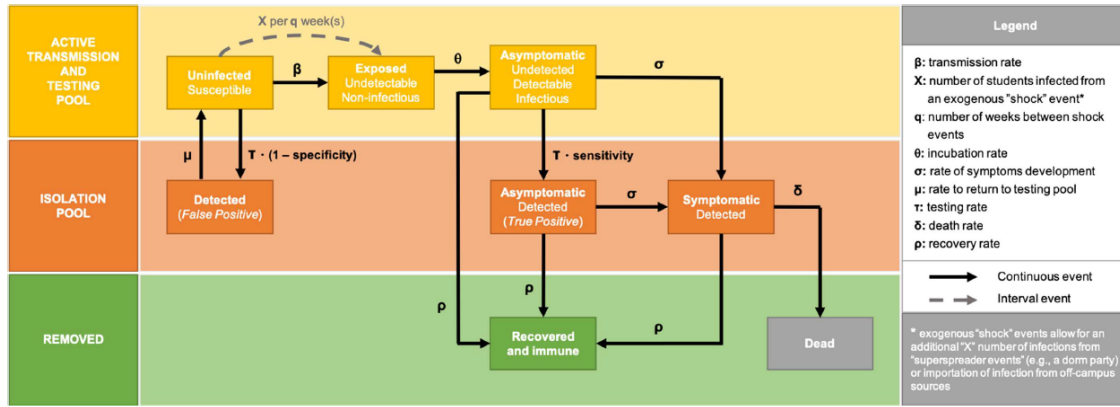 ACTIVE
TRANSMISSION
AND
TESTING
POOL
X per q week(s)
Uninfected
Susceptible
β
Exposed
Undetectable
Non-infectious
θ
Asymptomatic
Undetected
Detectable
Infectious
σ
ISOLATION
POOL
μ
T · (1 – specificity)
T · sensitivity
Detected
(False Positive)
Asymptomatic
Detected
(True Positive)
σ
Symptomatic
Detected
δ
REMOVED
ρ
ρ
ρ
Recovered
and immune
Dead
Legend
β: transmission rate
X: number of students infected from
an exogenous "shock" event*
q: number of weeks between shock
events
θ: incubation rate
σ: rate of symptoms development
μ: rate to return to testing pool
τ: testing rate
δ: death rate
ρ: recovery rate
Continuous event
Interval event
* exogenous "shock" events allow for an
additional "X" number of infections from
"superspreader events" (e.g., a dorm party)
or importation of infection from off-campus
sources